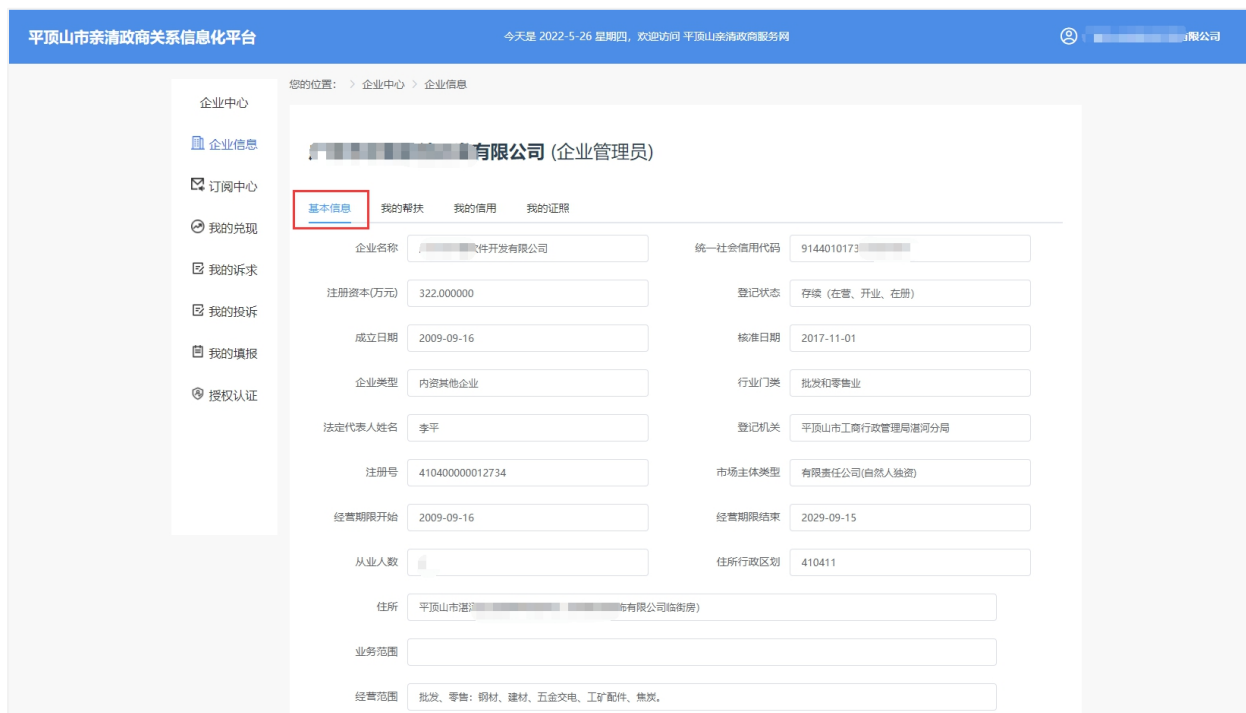 平顶山市亲清政商关系信息化平台 今天是 2022-5-26 星期四，欢迎访问 平顶山亲清政商服务网 有限公司
您的位置： > 企业中心 > 企业信息
企业中心
企业信息
订阅中心
我的兑现
我的诉求
我的投诉
我的填报
授权认证
有限公司 (企业管理员)
基本信息 我的帮扶 我的信用 我的证照
企业名称 软件开发有限公司 统一社会信用代码 9144010173
注册资本(万元) 322.000000 登记状态 存续（在营、开业、在册）
成立日期 2009-09-16 核准日期 2017-11-01
企业类型 内资其他企业 行业门类 批发和零售业
法定代表人姓名 李平 登记机关 平顶山市工商行政管理局湛河分局
注册号 410400000012734 市场主体类型 有限责任公司(自然人独资)
经营期限开始 2009-09-16 经营期限结束 2029-09-15
从业人数 住所行政区划 410411
住所 平顶山市湛 饰有限公司临街房)
业务范围
经营范围 批发、零售：钢材、建材、五金交电、工矿配件、焦炭。